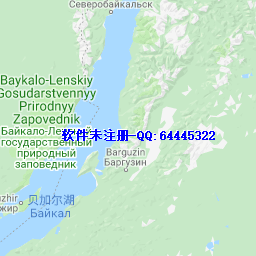 Северобайкальск
Baykalo-Lenskiy
Gosudarstvennyy
Prirodnyy
Zapovednik
Байкало-Лен
государственный
природный
заповедник
软件未注册-QQ:64445322
Barguzin
Баргузин
贝加尔湖
Байкал